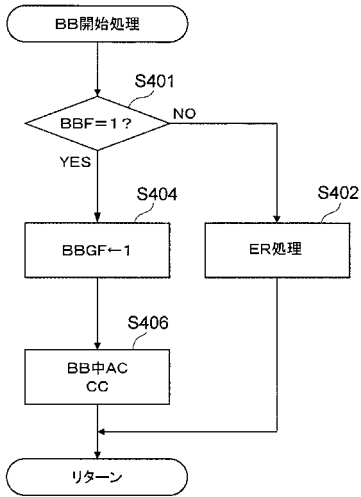 BB開始処理
S401
BBF=1?
NO
YES
S404
S402
BBGF←1
ER処理
S406
BB中AC
CC
リターン